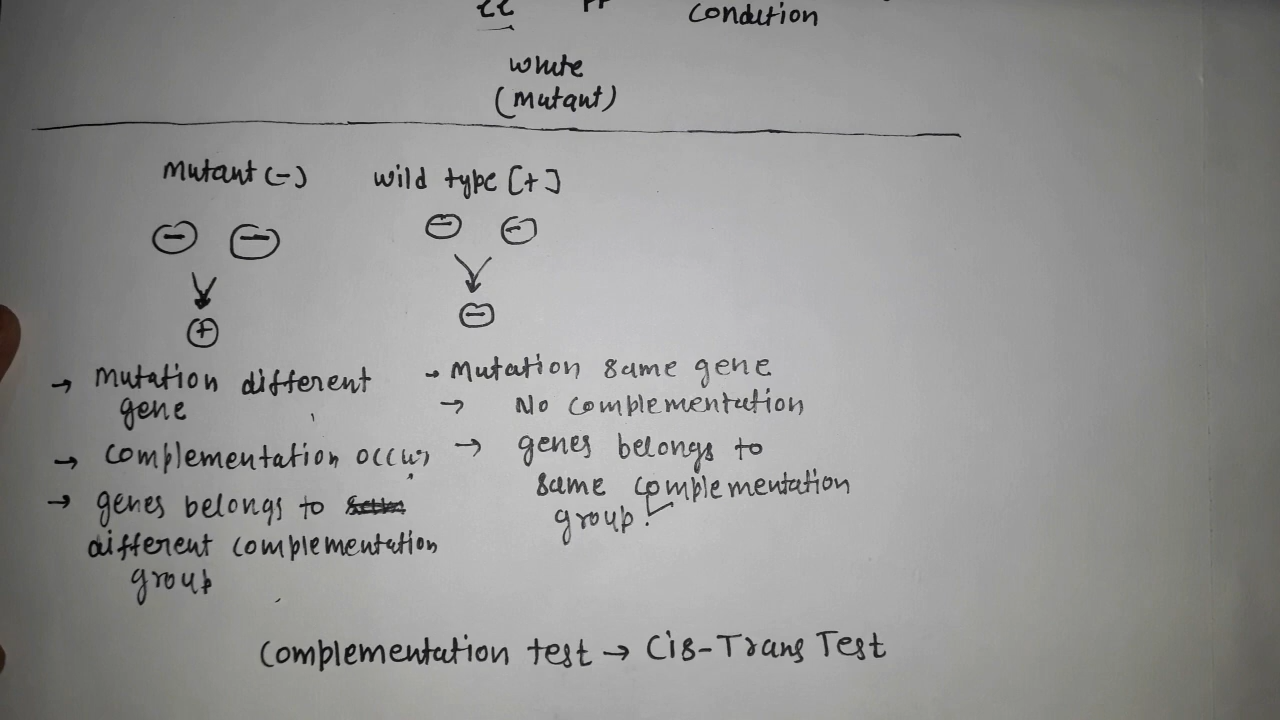 condition
white
(mutant)
mutant (-) wild type [+]
- -
- -
+
-
→ mutation different
gene
→ complementation occurs
→ genes belongs to
different complementation
group
→ Mutation same gene
→ No complementation
→ genes belongs to
same complementation
group.
Complementation test → Cis-Trans Test